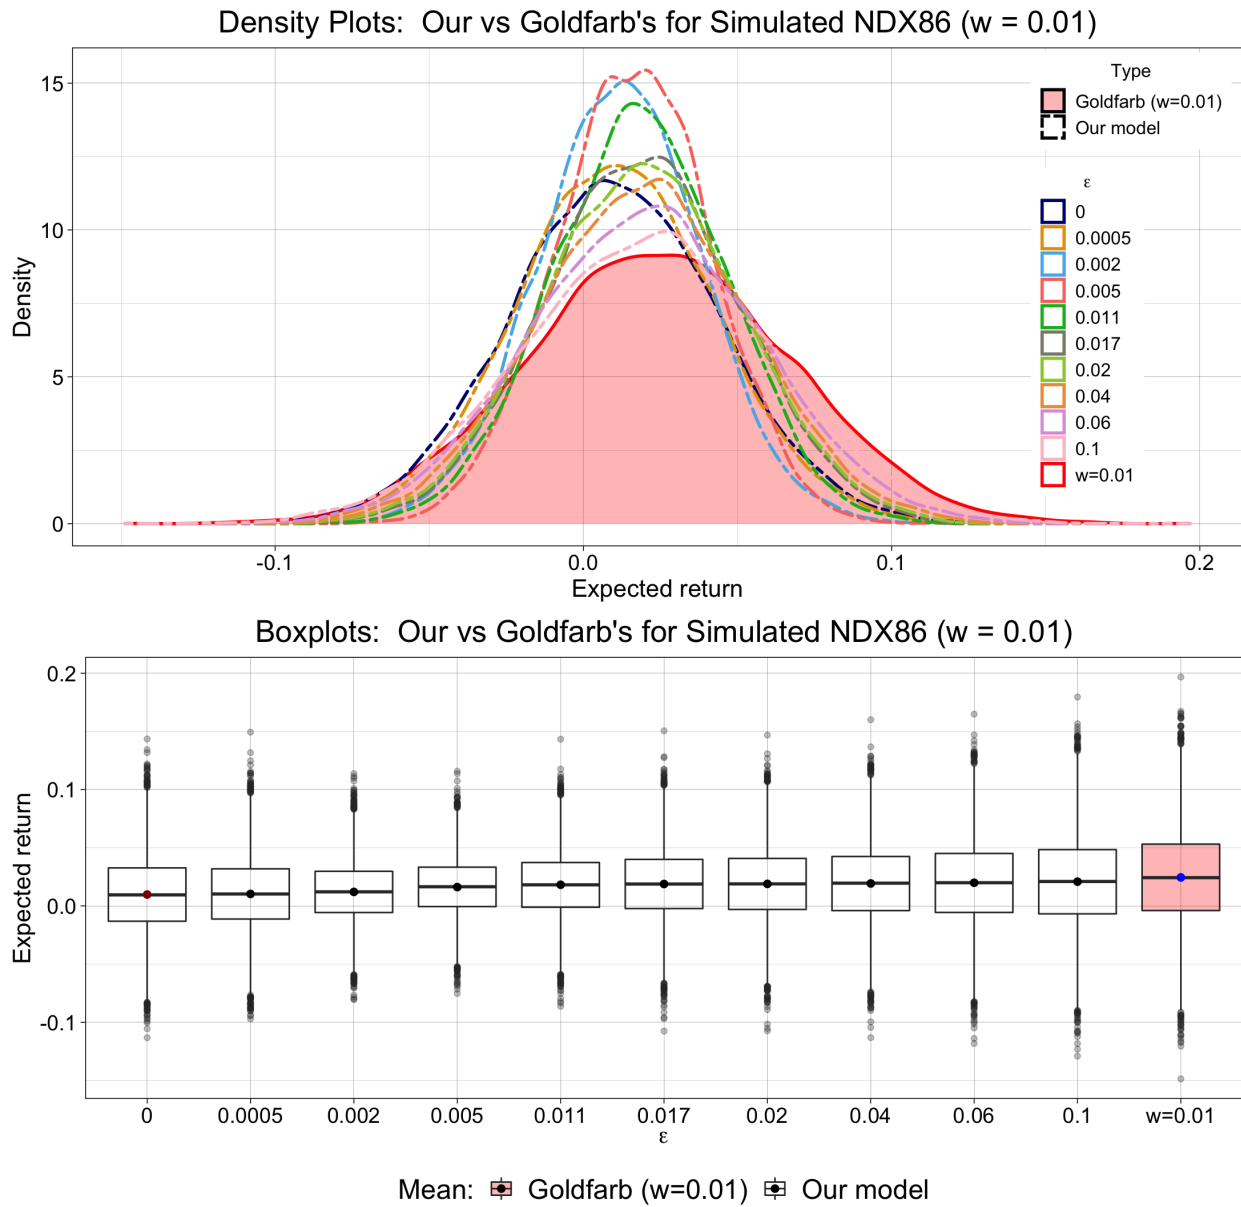 Density Plots:  Our vs Goldfarb's for Simulated NDX86 (w = 0.01)
Density
15
10
5
0
-0.1
0.0
0.1
0.2
Expected return
Type
Goldfarb (w=0.01)
Our model
ε
0
0.0005
0.002
0.005
0.011
0.017
0.02
0.04
0.06
0.1
w=0.01
Boxplots:  Our vs Goldfarb's for Simulated NDX86 (w = 0.01)
Expected return
0.2
0.1
0.0
-0.1
0
0.0005
0.002
0.005
0.011
0.017
0.02
0.04
0.06
0.1
w=0.01
ε
Mean: Goldfarb (w=0.01) Our model